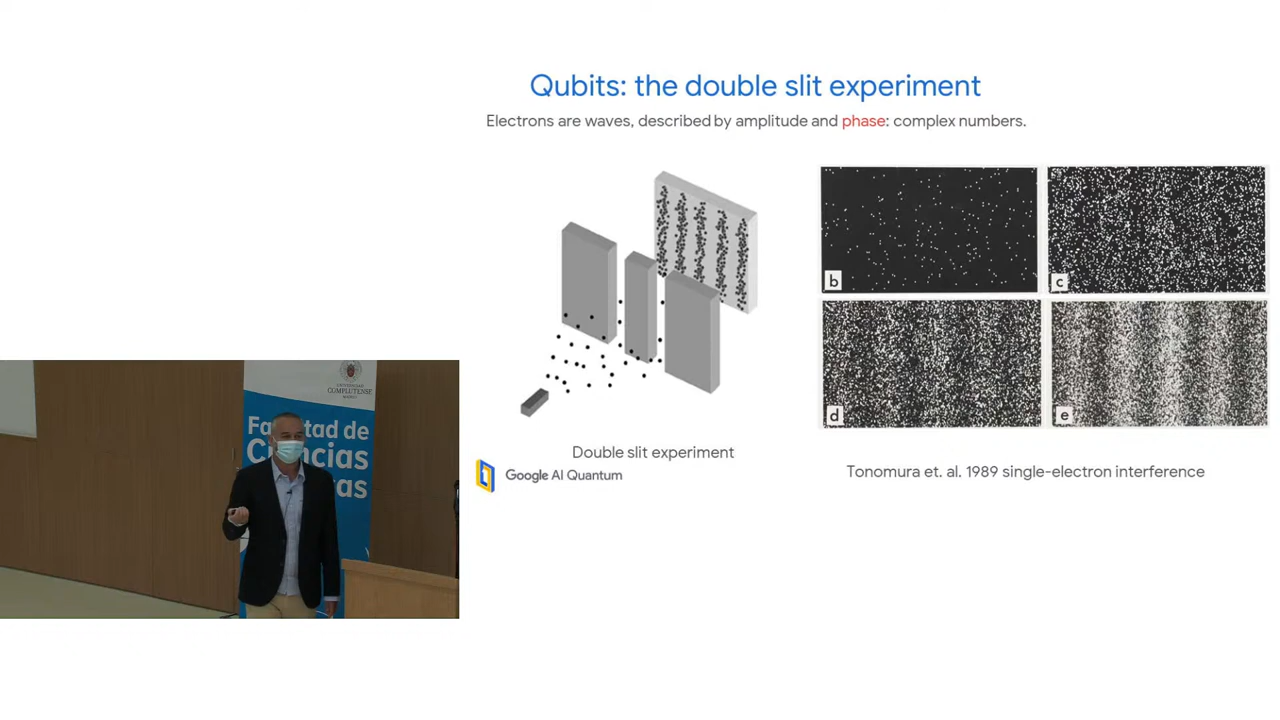 Qubits: the double slit experiment
Electrons are waves, described by amplitude and phase: complex numbers.
b
c
d
e
Double slit experiment
Google AI Quantum
Tonomura et. al. 1989 single-electron interference
COMPLUTENSE
Facultad de
Ciencias